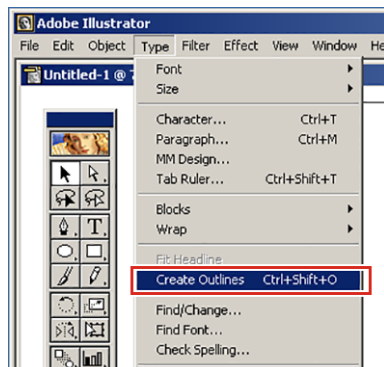 Adobe Illustrator
File Edit Object Type Filter Effect View Window He
Untitled-1 @ 7
Font
Size
Character... Ctrl+T
Paragraph... Ctrl+M
MM Design...
Tab Ruler... Ctrl+Shift+T
Blocks
Wrap
Fit Headline
Create Outlines Ctrl+Shift+O
Find/Change...
Find Font...
Check Spelling...
T